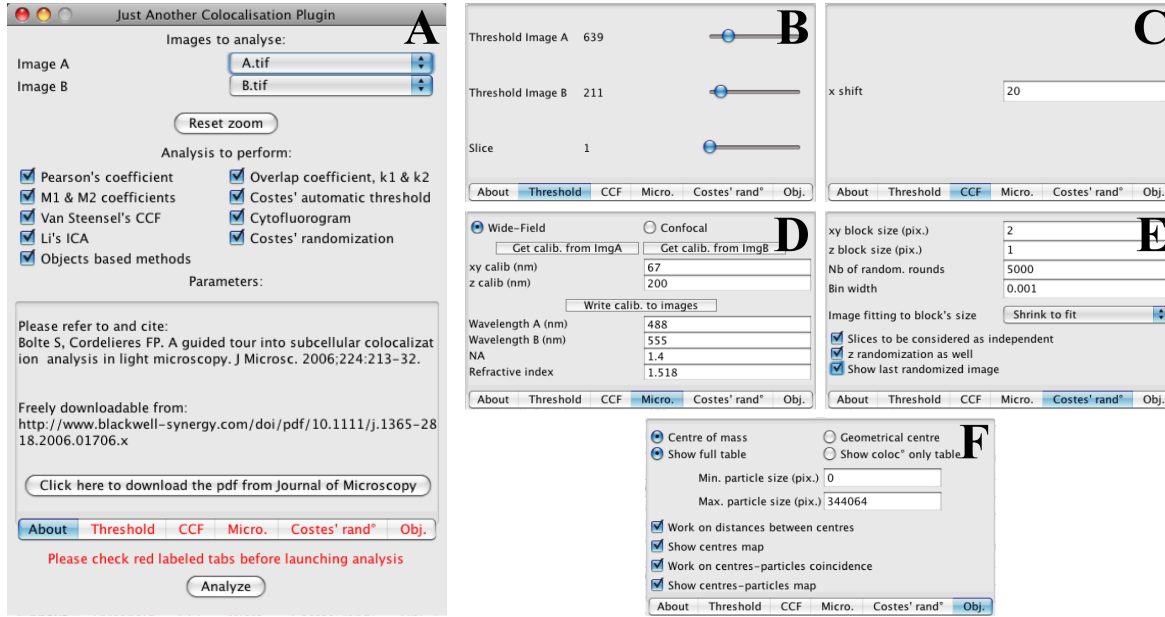 Just Another Colocalisation Plugin
A
Images to analyse:
Image A A.tif
Image B B.tif
Reset zoom
Analysis to perform:
Pearson's coefficient Overlap coefficient, k1 & k2
M1 & M2 coefficients Costes' automatic threshold
Van Steensel's CCF Cytofluorogram
Li's ICA Costes' randomization
Objects based methods
Parameters:
Please refer to and cite:
Bolte S, Cordelieres FP. A guided tour into subcellular colocalizat
ion analysis in light microscopy. J Microsc. 2006;224:213-32.
Freely downloadable from:
http://www.blackwell-synergy.com/doi/pdf/10.1111/j.1365-28
18.2006.01706.x
Click here to download the pdf from Journal of Microscopy
About Threshold CCF Micro. Costes' rand° Obj.
Please check red labeled tabs before launching analysis
Analyze
B
Threshold Image A 639
Threshold Image B 211
Slice 1
About Threshold CCF Micro. Costes' rand° Obj.
C
x shift 20
About Threshold CCF Micro. Costes' rand° Obj.
D
Wide-Field Confocal
Get calib. from ImgA Get calib. from ImgB
xy calib (nm) 67
z calib (nm) 200
Write calib. to images
Wavelength A (nm) 488
Wavelength B (nm) 555
NA 1.4
Refractive index 1.518
About Threshold CCF Micro. Costes' rand° Obj.
E
xy block size (pix.) 2
z block size (pix.) 1
Nb of random. rounds 5000
Bin width 0.001
Image fitting to block's size Shrink to fit
Slices to be considered as independent
z randomization as well
Show last randomized image
About Threshold CCF Micro. Costes' rand° Obj.
F
Centre of mass Geometrical centre
Show full table Show coloc° only table
Min. particle size (pix.) 0
Max. particle size (pix.) 344064
Work on distances between centres
Show centres map
Work on centres-particles coincidence
Show centres-particles map
About Threshold CCF Micro. Costes' rand° Obj.